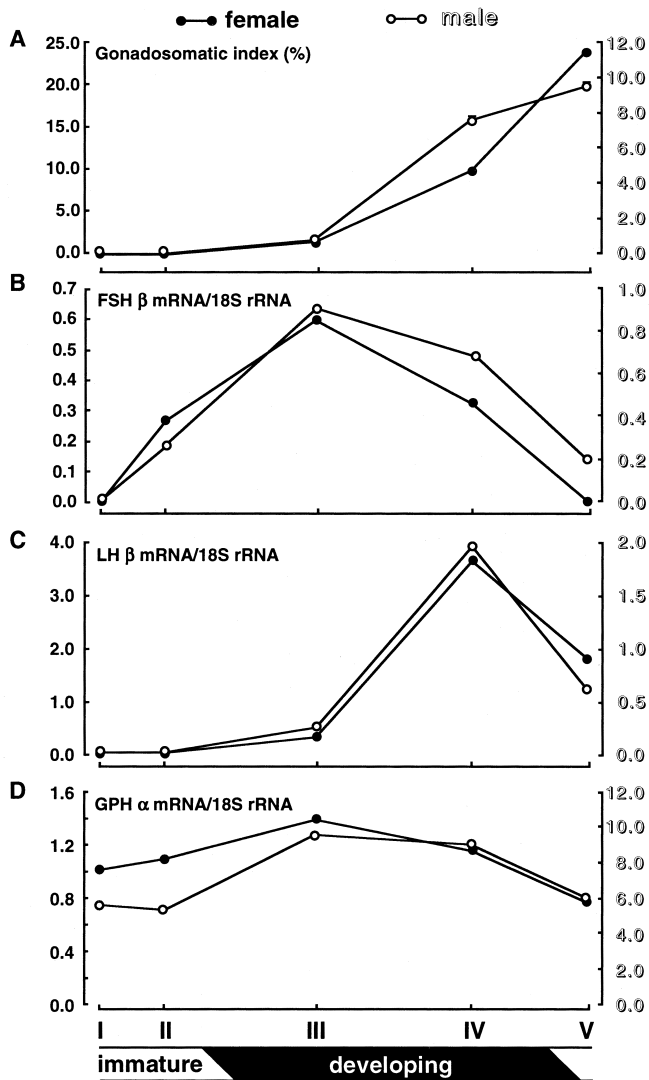 female male
A
Gonadosomatic index (%)
25.0 12.0
20.0 10.0
15.0 8.0
10.0 6.0
5.0 4.0
0.0 2.0
0.0
B
FSH β mRNA/18S rRNA
0.7 1.0
0.6 0.8
0.5 0.6
0.4 0.4
0.3 0.2
0.2 0.0
0.1
0.0
C
LH β mRNA/18S rRNA
4.0 2.0
3.0 1.5
2.0 1.0
1.0 0.5
0.0 0.0
D
GPH α mRNA/18S rRNA
1.6 12.0
1.2 10.0
0.8 8.0
0.4 6.0
0.0 4.0
2.0
0.0
I II III IV V
immature developing